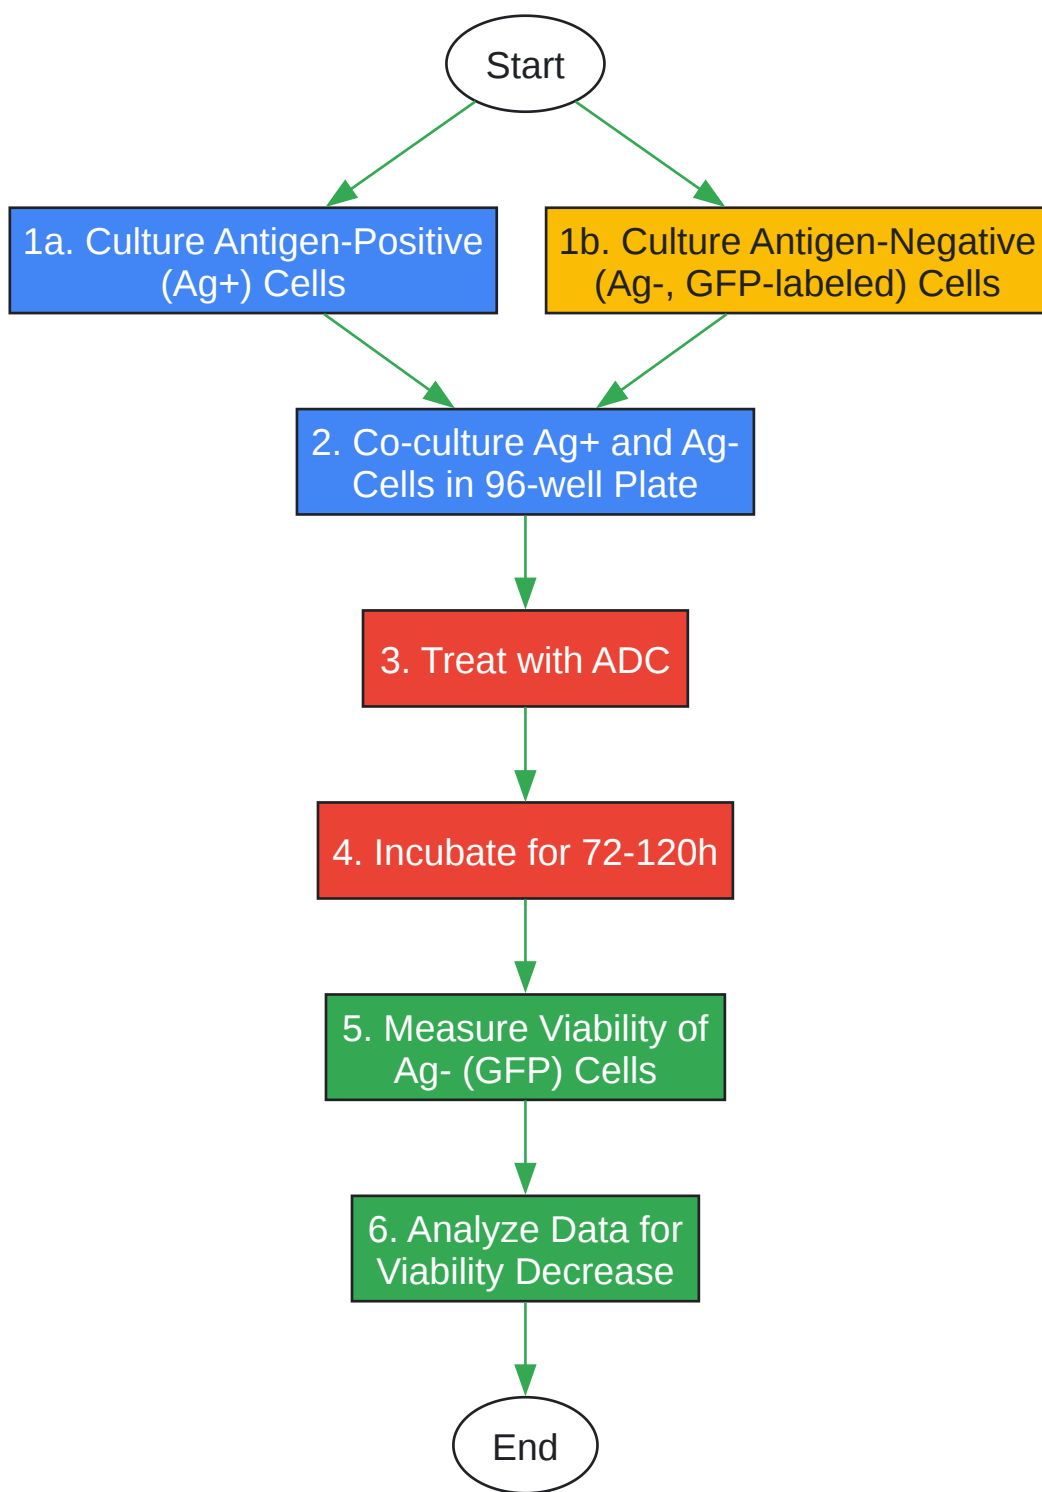 Start
1a. Culture Antigen-Positive
(Ag+) Cells
1b. Culture Antigen-Negative
(Ag-, GFP-labeled) Cells
2. Co-culture Ag+ and Ag-
Cells in 96-well Plate
3. Treat with ADC
4. Incubate for 72-120h
5. Measure Viability of
Ag- (GFP) Cells
6. Analyze Data for
Viability Decrease
End